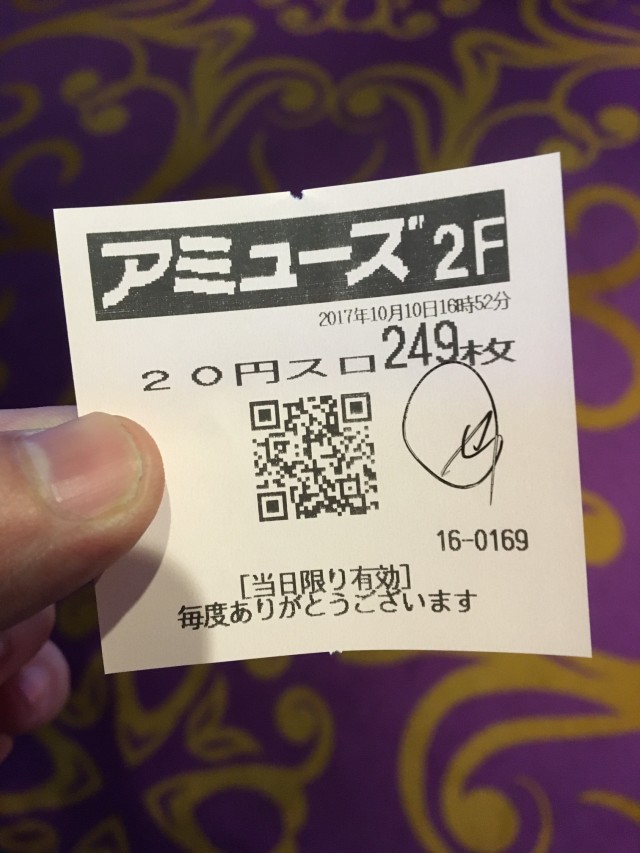 アミューズ 2F
2017年10月10日16時52分
20円スロ249枚
16-0169
[当日限り有効]
毎度ありがとうございます